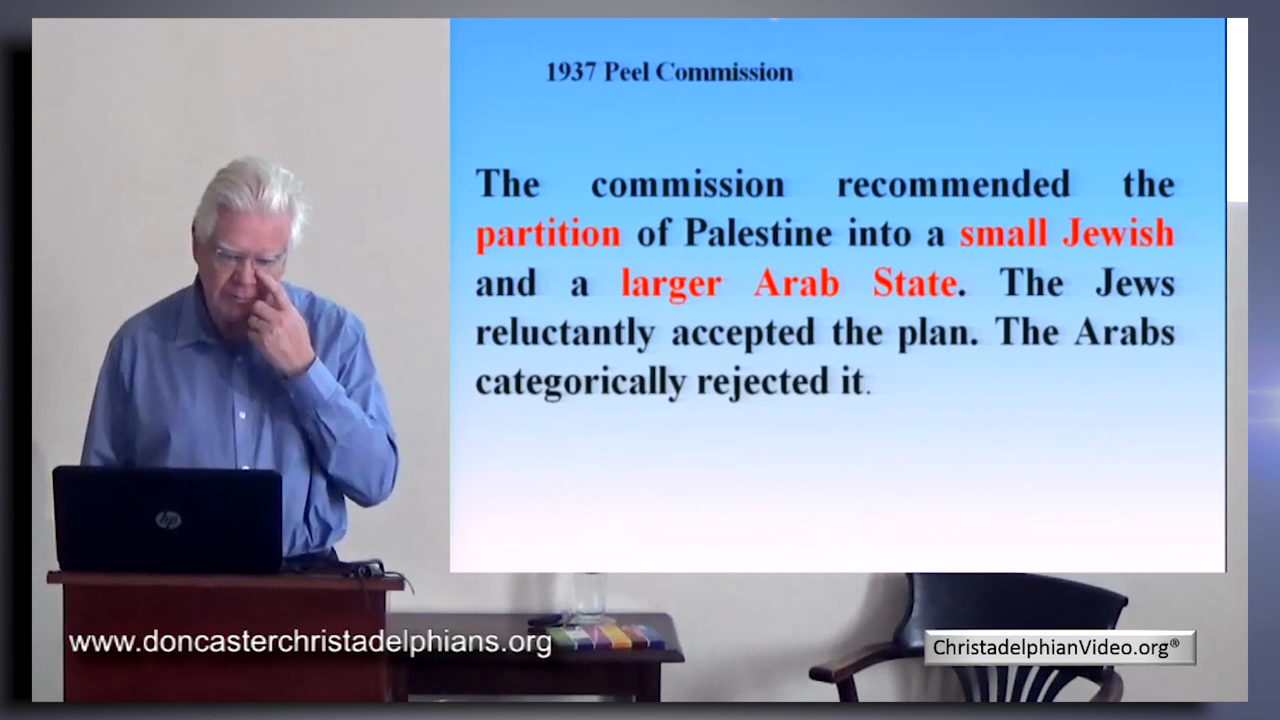 1937 Peel Commission
The commission recommended the
partition of Palestine into a small Jewish
and a larger Arab State. The Jews
reluctantly accepted the plan. The Arabs
categorically rejected it.
hp
www.doncasterchristadelphians.org
ChristadelphianVideo.org®